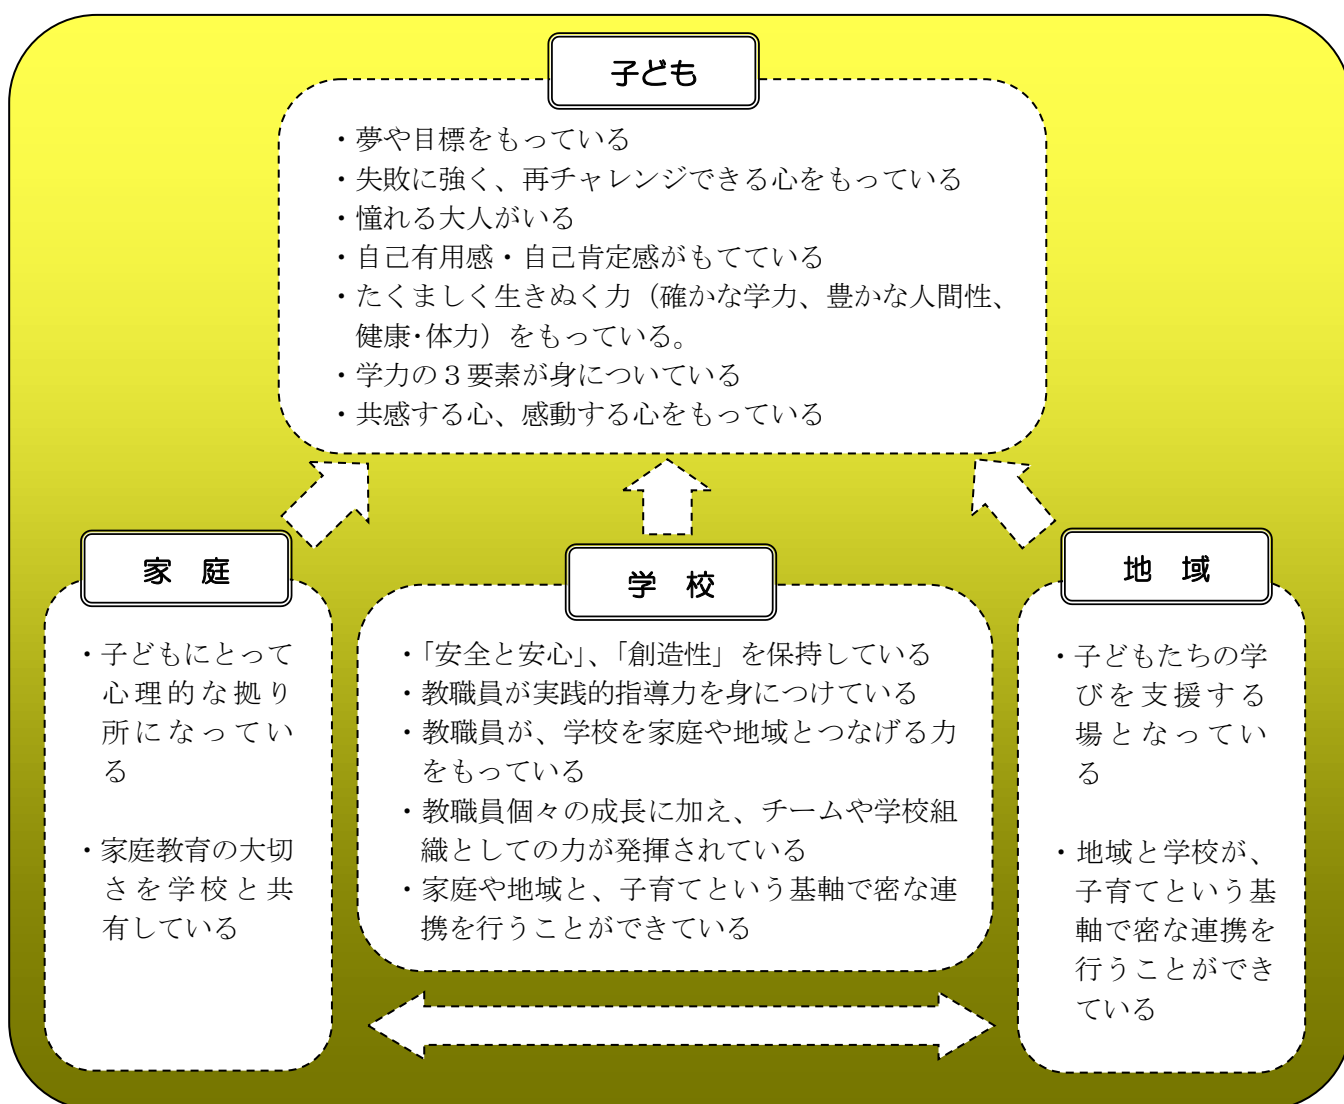 子ども
・夢や目標をもっている
・失敗に強く、再チャレンジできる心をもっている
・憧れる大人がいる
・自己有用感・自己肯定感がもてている
・たくましく生きぬく力（確かな学力、豊かな人間性、
健康・体力）をもっている。
・学力の３要素が身についている
・共感する心、感動する心をもっている
家　庭
・子どもにとって
心理的な拠り
所になってい
る
・家庭教育の大切
さを学校と共
有している
学　校
・「安全と安心」、「創造性」を保持している
・教職員が実践的指導力を身につけている
・教職員が、学校を家庭や地域とつなげる力
をもっている
・教職員個々の成長に加え、チームや学校組
織としての力が発揮されている
・家庭や地域と、子育てという基軸で密な連
携を行うことができている
地　域
・子どもたちの学
びを支援する
場となってい
る
・地域と学校が、
子育てという基
軸で密な連携を
行うことができ
ている